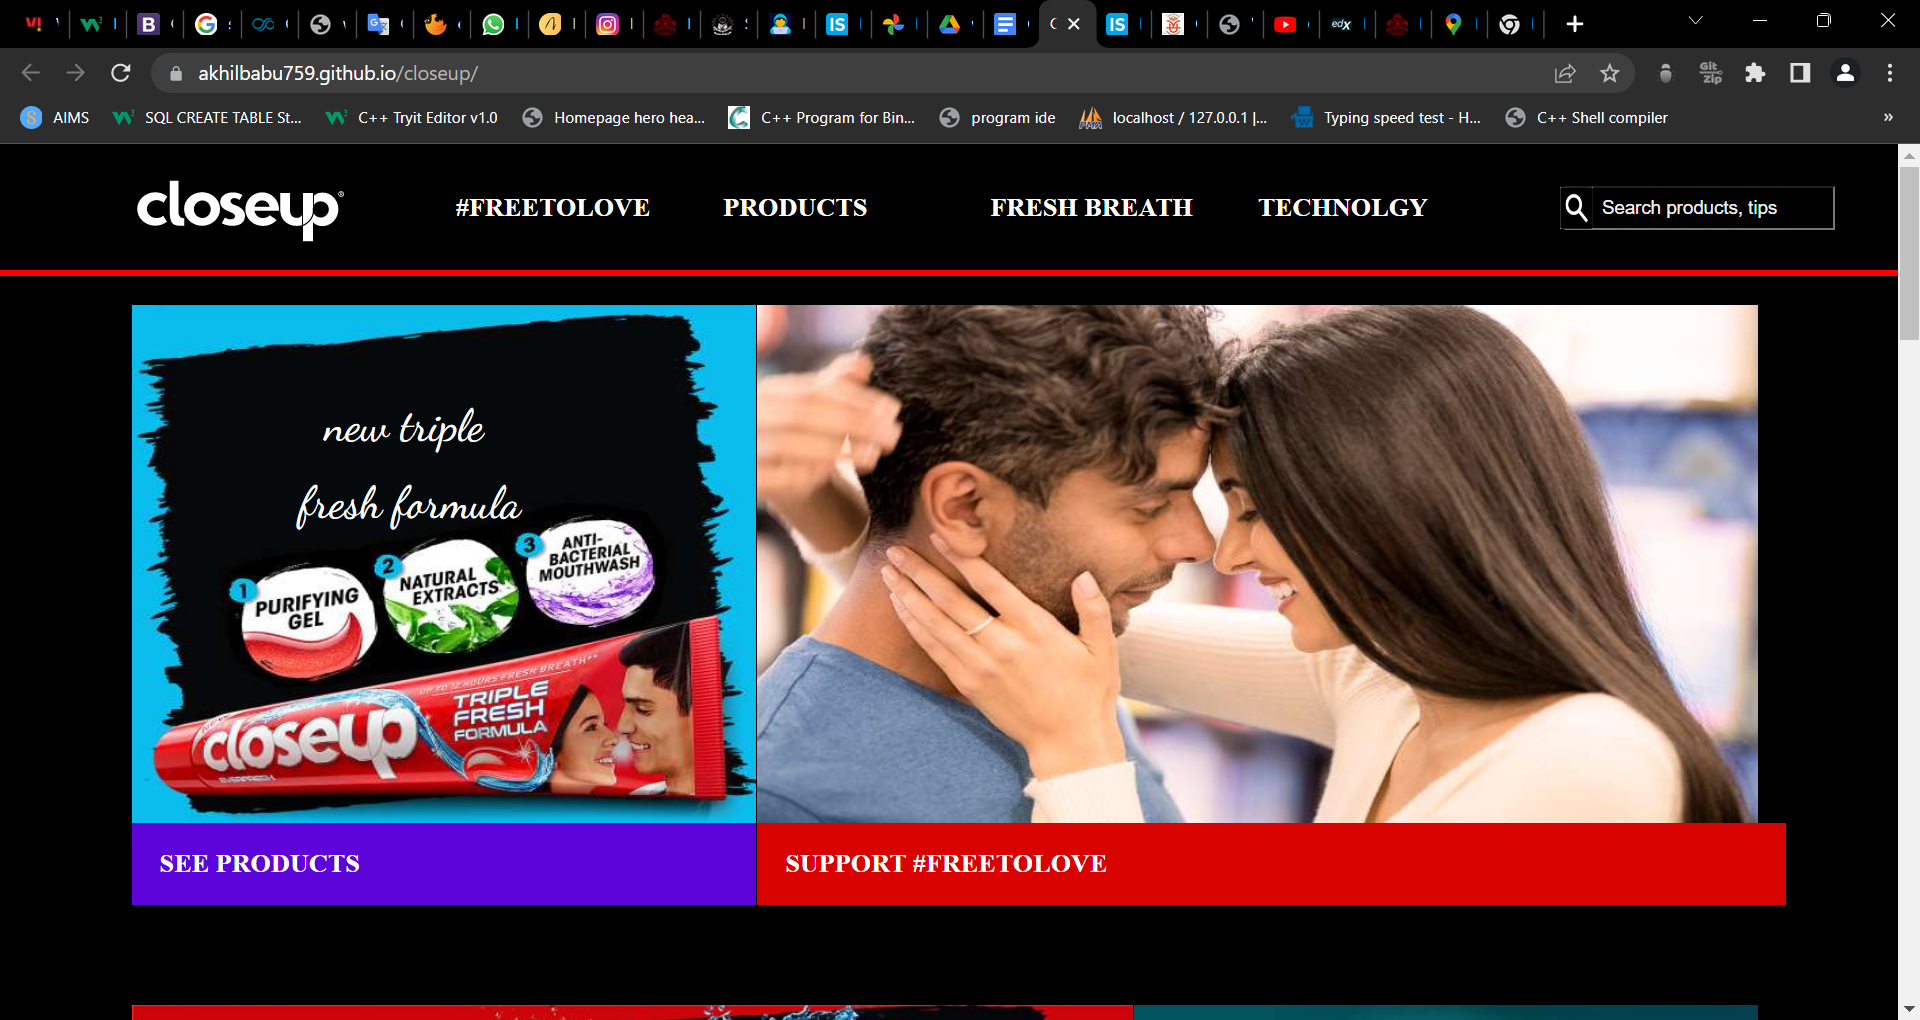 akhilbabu759.github.io/closeup/
Git
Zip
AIMS
SQL CREATE TABLE St...
C++ Tryit Editor v1.0
Homepage hero hea...
C++ Program for Bin...
program ide
localhost / 127.0.0.1 |...
Typing speed test - H...
C++ Shell compiler
»
closeup®
#FREETOLOVE
PRODUCTS
FRESH BREATH
TECHNOLGY
Search products, tips
new triple
fresh formula
1
PURIFYING
GEL
2
NATURAL
EXTRACTS
3
ANTI-
BACTERIAL
MOUTHWASH
UP TO 12 HOURS FRESH BREATH**
TRIPLE
FRESH
FORMULA
closeup
EVERFRESH
SEE PRODUCTS
SUPPORT #FREETOLOVE